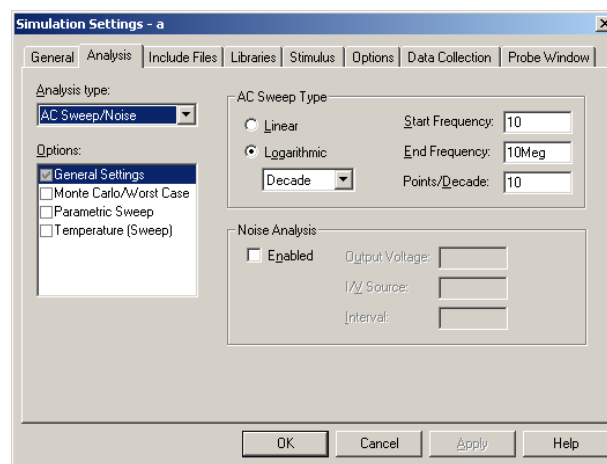 Simulation Settings - a
General Analysis Include Files Libraries Stimulus Options Data Collection Probe Window
Analysis type:
AC Sweep/Noise
Options:
General Settings
Monte Carlo/Worst Case
Parametric Sweep
Temperature (Sweep)
AC Sweep Type
Linear
Logarithmic
Decade
Start Frequency: 10
End Frequency: 10Meg
Points/Decade: 10
Noise Analysis
Enabled
Output Voltage:
I/V Source:
Interval:
OK Cancel Apply Help